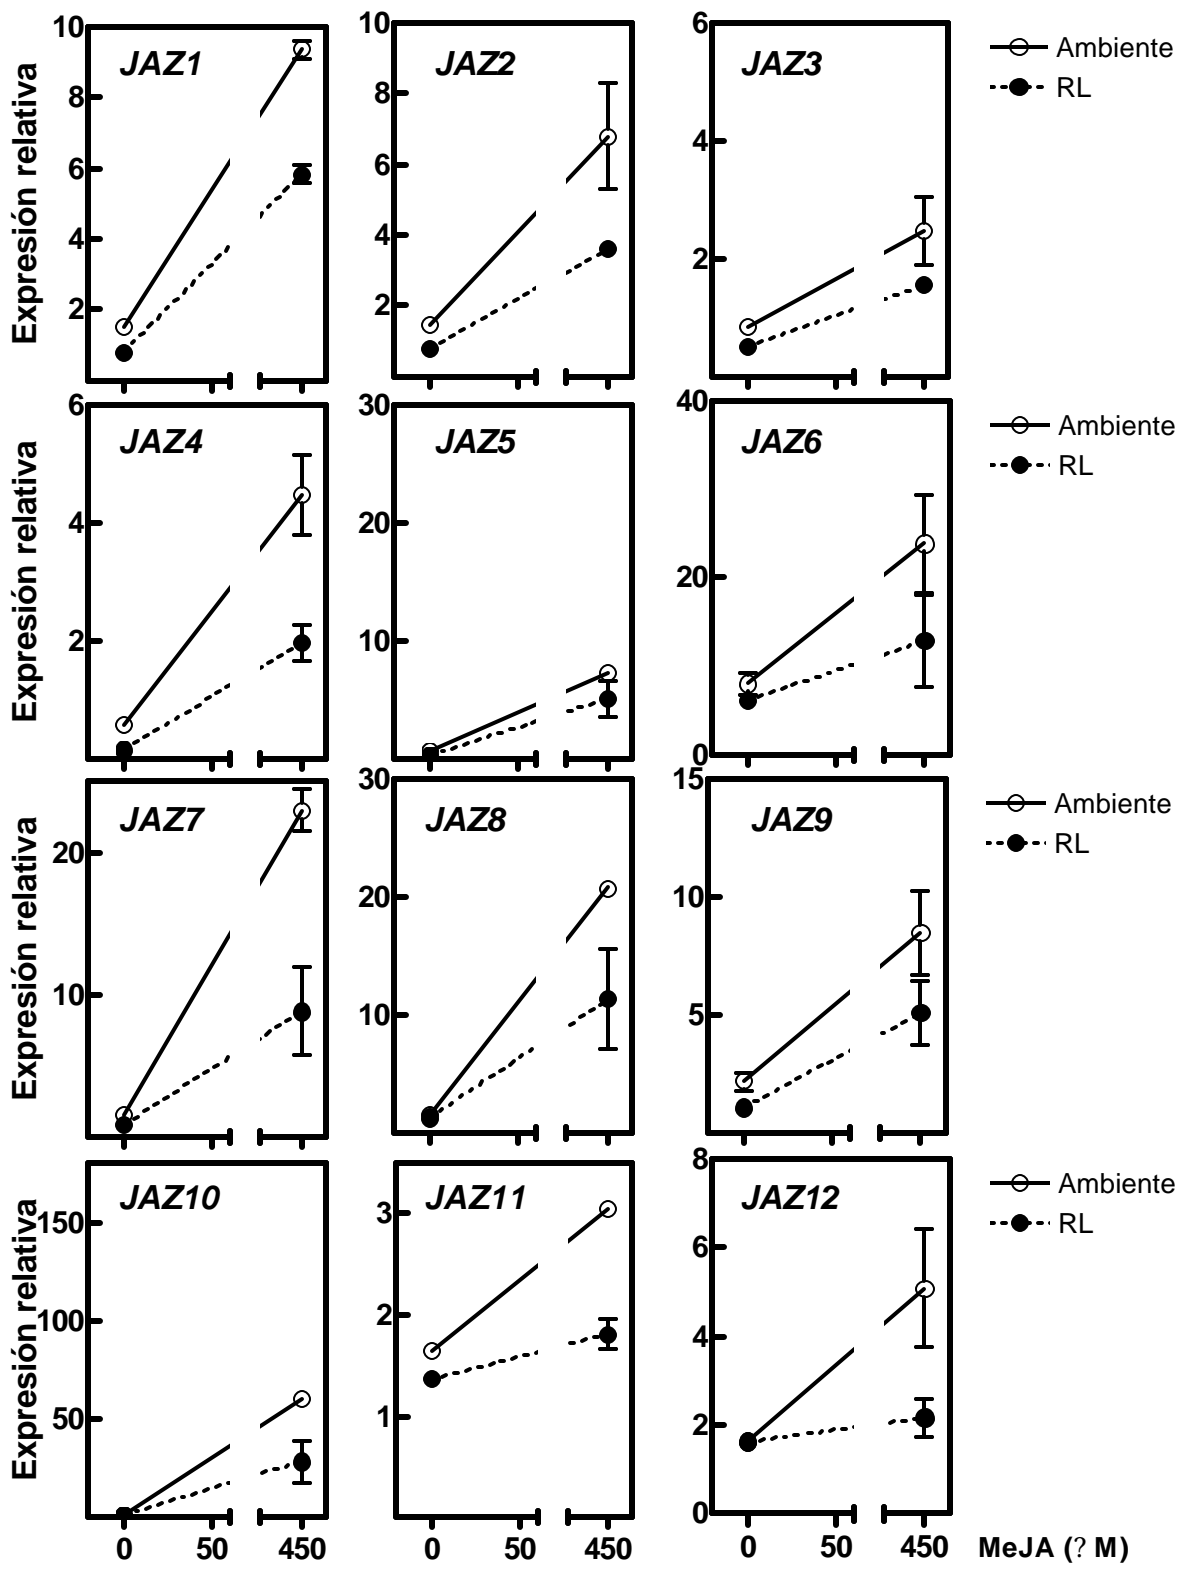 Expresión relativa
JAZ1
10
8
6
4
2
JAZ2
10
8
6
4
2
JAZ3
6
4
2
Ambiente
RL
Expresión relativa
JAZ4
6
4
2
JAZ5
30
20
10
JAZ6
40
20
0
Ambiente
RL
Expresión relativa
JAZ7
20
10
JAZ8
30
20
10
JAZ9
15
10
5
Ambiente
RL
Expresión relativa
JAZ10
150
100
50
JAZ11
3
2
1
JAZ12
8
6
4
2
0
Ambiente
RL
0 50 450 0 50 450 0 50 450 MeJA (? M)